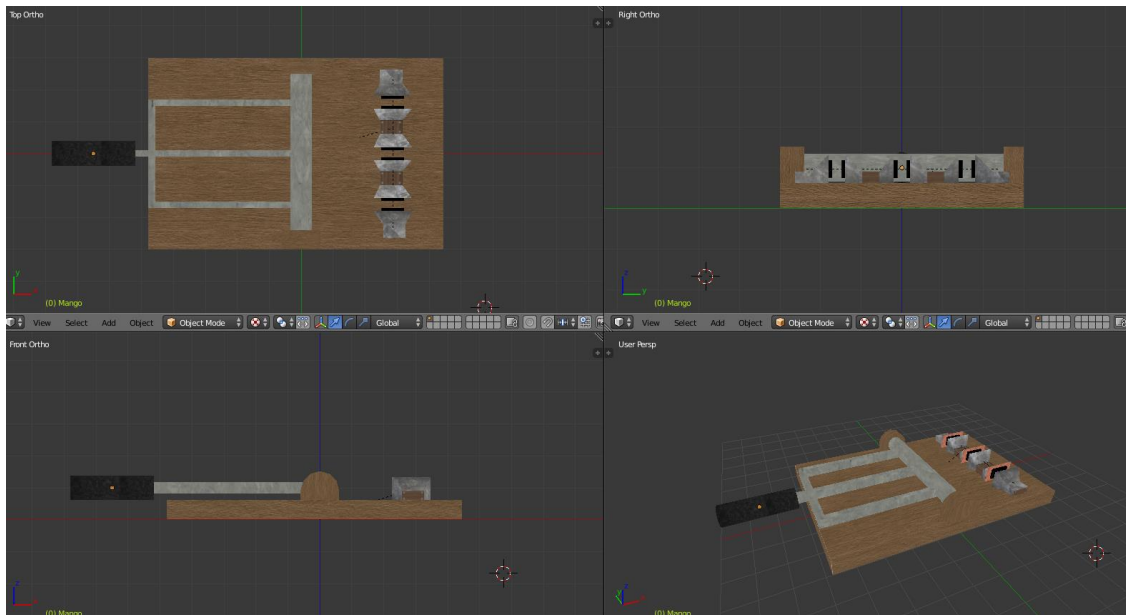 Top Ortho
Right Ortho
y
x
(0) Mango
z
y
(0) Mango
View Select Add Object Object Mode Global
View Select Add Object Object Mode Global
Front Ortho
User Persp
z
x
(0) Mango
z
y
x
(0) Mango